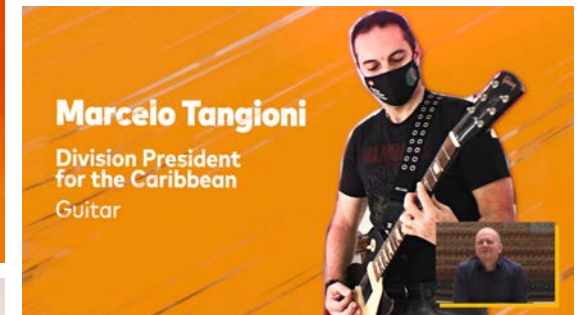 Marcelo Tangioni
Division President
for the Caribbean
Guitar